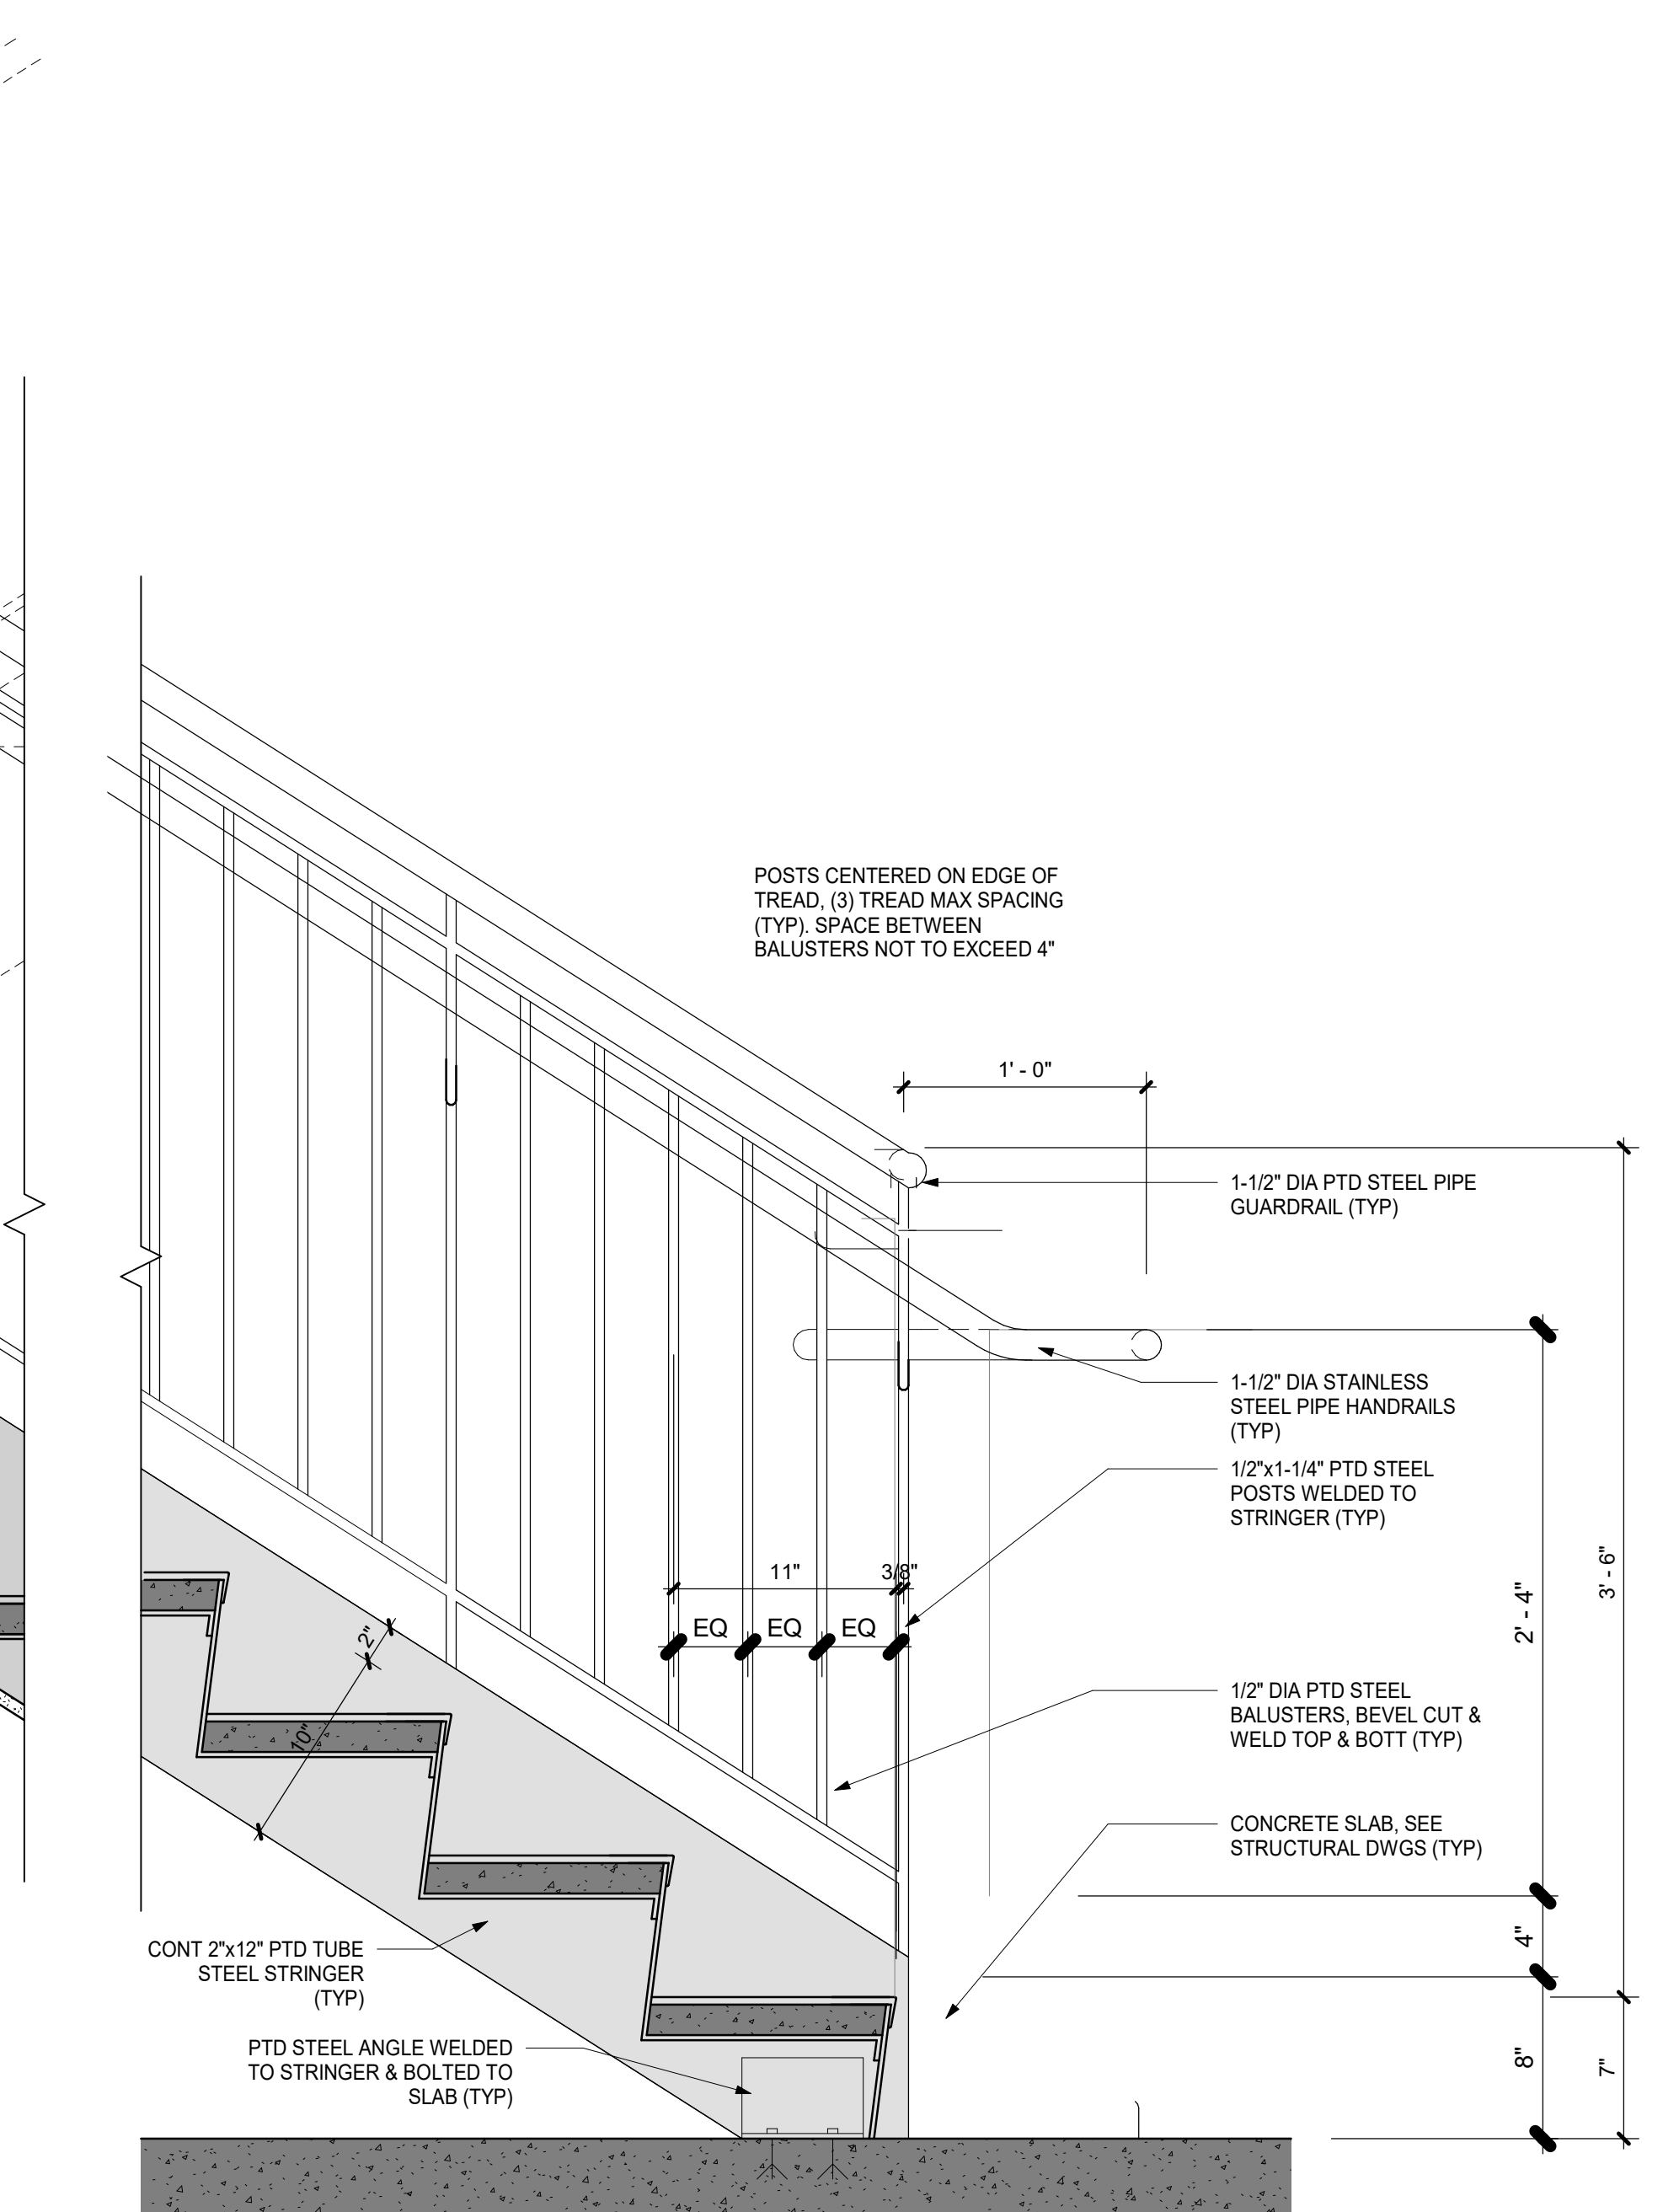 POSTS CENTERED ON EDGE OF
TREAD, (3) TREAD MAX SPACING
(TYP). SPACE BETWEEN
BALUSTERS NOT TO EXCEED 4"
1' - 0"
1-1/2" DIA PTD STEEL PIPE
GUARDRAIL (TYP)
1-1/2" DIA STAINLESS
STEEL PIPE HANDRAILS
(TYP)
1/2"x1-1/4" PTD STEEL
POSTS WELDED TO
STRINGER (TYP)
11"
3/8"
EQ
EQ
EQ
2' - 4"
3' - 6"
2"
10"
1/2" DIA PTD STEEL
BALUSTERS, BEVEL CUT &
WELD TOP & BOTT (TYP)
CONCRETE SLAB, SEE
STRUCTURAL DWGS (TYP)
4"
CONT 2"x12" PTD TUBE
STEEL STRINGER
(TYP)
PTD STEEL ANGLE WELDED
TO STRINGER & BOLTED TO
SLAB (TYP)
8"
7"